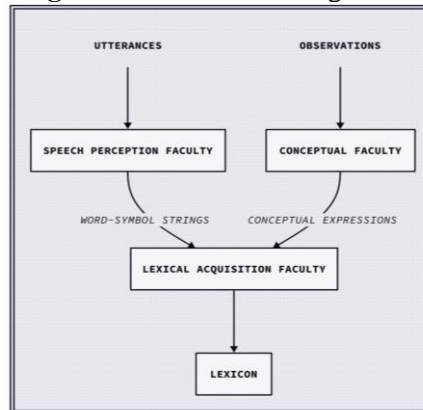 UTTERANCES
OBSERVATIONS
SPEECH PERCEPTION FACULTY
CONCEPTUAL FACULTY
WORD-SYMBOL STRINGS
CONCEPTUAL EXPRESSIONS
LEXICAL ACQUISITION FACULTY
LEXICON